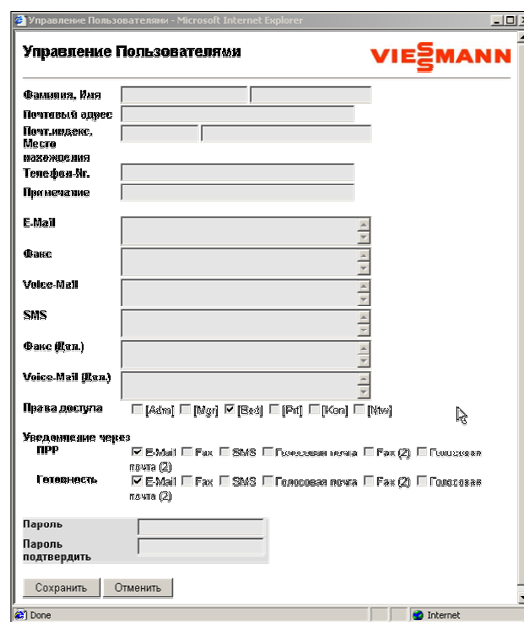 Управление Пользователями - Microsoft Internet Explorer
Управление Пользователями
VIESSMANN
Фамилия, Имя
Почтовый адрес
Почт.индекс,
Место
нахождения
Телефон-Nr.
Примечание
E-Mail
Факс
Voice-Mail
SMS
Факс (Доп.)
Voice-Mail (Доп.)
Права доступа [Adm] [Mgr] [Bed] [Prt] [Kon] [Ntw]
Уведомление через
ПРР E-Mail Fax SMS Голосовая почта Fax (2) Голосовая
почта (2)
Готовность E-Mail Fax SMS Голосовая почта Fax (2) Голосовая
почта (2)
Пароль
Пароль
подтвердить
Сохранить Отменить
Done Internet